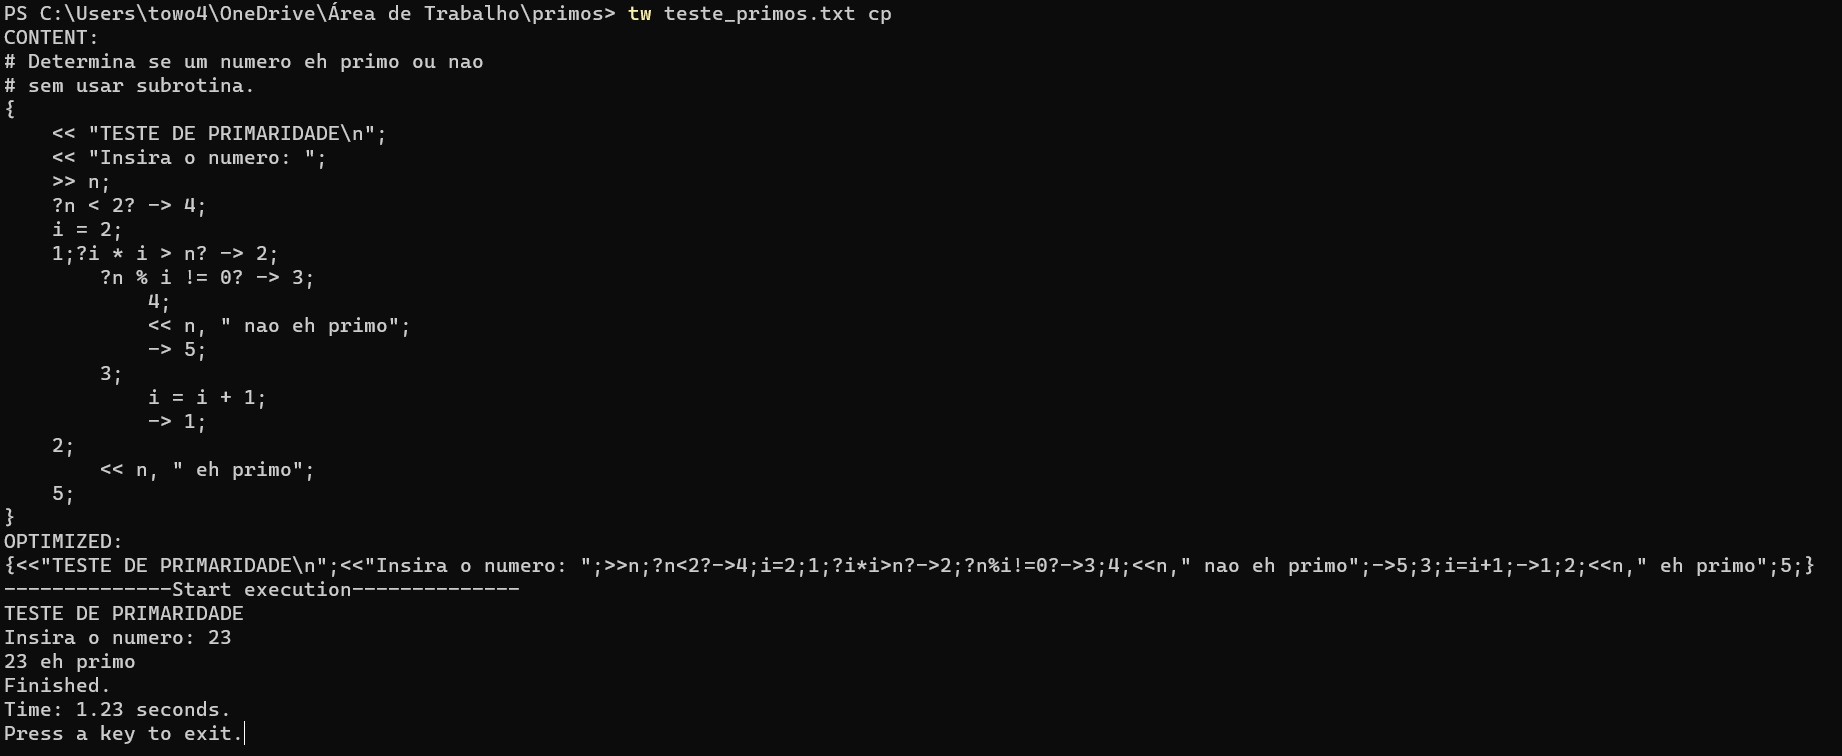 PS C:\Users\towo4\OneDrive\Área de Trabalho\primos> tw teste_primos.txt cp
CONTENT:
# Determina se um numero eh primo ou nao
# sem usar subrotina.
{
    << "TESTE DE PRIMARIDADE\n";
    << "Insira o numero: ";
    >> n;
    ?n < 2? -> 4;
    i = 2;
    1;?i * i > n? -> 2;
        ?n % i != 0? -> 3;
            4;
            << n, " nao eh primo";
            -> 5;
        3;
            i = i + 1;
            -> 1;
    2;
        << n, " eh primo";
    5;
}
OPTIMIZED:
{<<"TESTE DE PRIMARIDADE\n";<<"Insira o numero: ";>>n;?n<2?->4;i=2;1;?i*i>n?->2;?n%i!=0?->3;4;<<n," nao eh primo";->5;3;i=i+1;->1;2;<<n," eh primo";5;}
--------------Start execution--------------
TESTE DE PRIMARIDADE
Insira o numero: 23
23 eh primo
Finished.
Time: 1.23 seconds.
Press a key to exit.